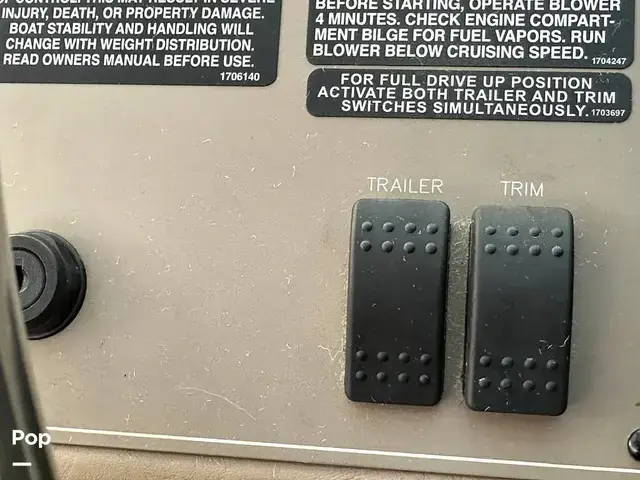 INJURY, DEATH, OR PROPERTY DAMAGE.
BOAT STABILITY AND HANDLING WILL
CHANGE WITH WEIGHT DISTRIBUTION.
READ OWNERS MANUAL BEFORE USE.
1706140
BEFORE STARTING, OPERATE BLOWER
4 MINUTES. CHECK ENGINE COMPART-
MENT BILGE FOR FUEL VAPORS. RUN
BLOWER BELOW CRUISING SPEED.
1704247
FOR FULL DRIVE UP POSITION
ACTIVATE BOTH TRAILER AND TRIM
SWITCHES SIMULTANEOUSLY.
1703697
TRAILER
TRIM
Pop